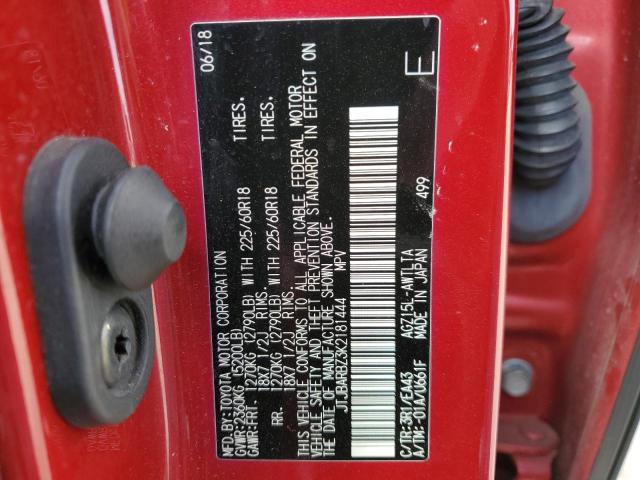 MFD.BY:TOYOTA MOTOR CORPORATION 06/18
GVWR:2360KG (5200LB)
GAWR:FRT. 1270KG (2790LB) WITH 225/60R18 TIRES.
18X7 1/2J RIMS.
RR. 1270KG (2790LB) WITH 225/60R18 TIRES.
18X7 1/2J RIMS.
THIS VEHICLE CONFORMS TO ALL APPLICABLE FEDERAL MOTOR
VEHICLE SAFETY AND THEFT PREVENTION STANDARDS IN EFFECT ON
THE DATE OF MANUFACTURE SHOWN ABOVE.
JTJBARBZ3K2181444 MPV
E
C/TR:3R1/EA43 AGZ15L-AWTLTA
A/TM:-01A/U661F MADE IN JAPAN 499